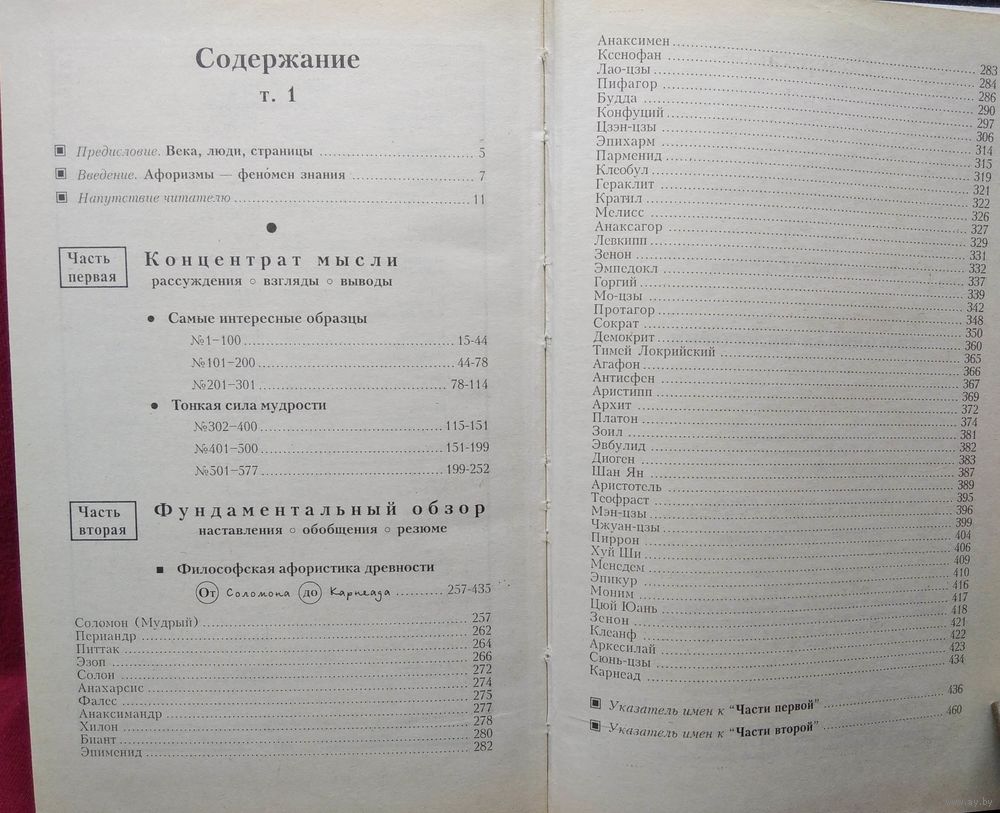 Содержание
т. 1
Предисловие. Века, люди, страницы ..... 5
Введение. Афоризмы — феномен знания ..... 7
Напутствие читателю ..... 11
Часть первая
Концентрат мысли
рассуждения ○ взгляды ○ выводы
● Самые интересные образцы
№1–100 ..... 15-44
№101–200 ..... 44-78
№201–301 ..... 78-114
● Тонкая сила мудрости
№302–400 ..... 115-151
№401–500 ..... 151-199
№501–577 ..... 199-252
Часть вторая
Фундаментальный обзор
наставления ○ обобщения ○ резюме
■ Философская афористика древности
От Соломона до Карнеада ..... 257-435
Соломон (Мудрый) ..... 257
Периандр ..... 262
Питтак ..... 264
Эзоп ..... 266
Солон ..... 272
Анахарсис ..... 274
Фалес ..... 275
Анаксимандр ..... 277
Хилон ..... 278
Биант ..... 280
Эпименид ..... 282
Анаксимен ..... 283
Ксенофан ..... 284
Лао-цзы ..... 286
Пифагор ..... 290
Будда ..... 297
Конфуций ..... 306
Цзэн-цзы ..... 314
Эпихарм ..... 315
Парменид ..... 319
Клеобул ..... 321
Гераклит ..... 322
Кратил ..... 326
Мелисс ..... 327
Анаксагор ..... 329
Левкипп ..... 331
Зенон ..... 332
Эмпедокл ..... 337
Горгий ..... 339
Мо-цзы ..... 342
Протагор ..... 348
Сократ ..... 350
Демокрит ..... 360
Тимей Локрийский ..... 365
Агафон ..... 366
Антисфен ..... 367
Аристипп ..... 369
Архит ..... 372
Платон ..... 374
Зоил ..... 381
Эвбулид ..... 382
Диоген ..... 383
Шан Ян ..... 387
Аристотель ..... 389
Теофраст ..... 395
Мэн-цзы ..... 396
Чжуан-цзы ..... 399
Пиррон ..... 404
Хуй Ши ..... 406
Менедем ..... 409
Эпикур ..... 410
Моним ..... 416
Цюй Юань ..... 417
Зенон ..... 418
Клеанф ..... 421
Аркесилай ..... 422
Сюнь-цзы ..... 423
Карнеад ..... 434
Указатель имен к "Части первой" ..... 436
Указатель имен к "Части второй" ..... 460
www.ay.by